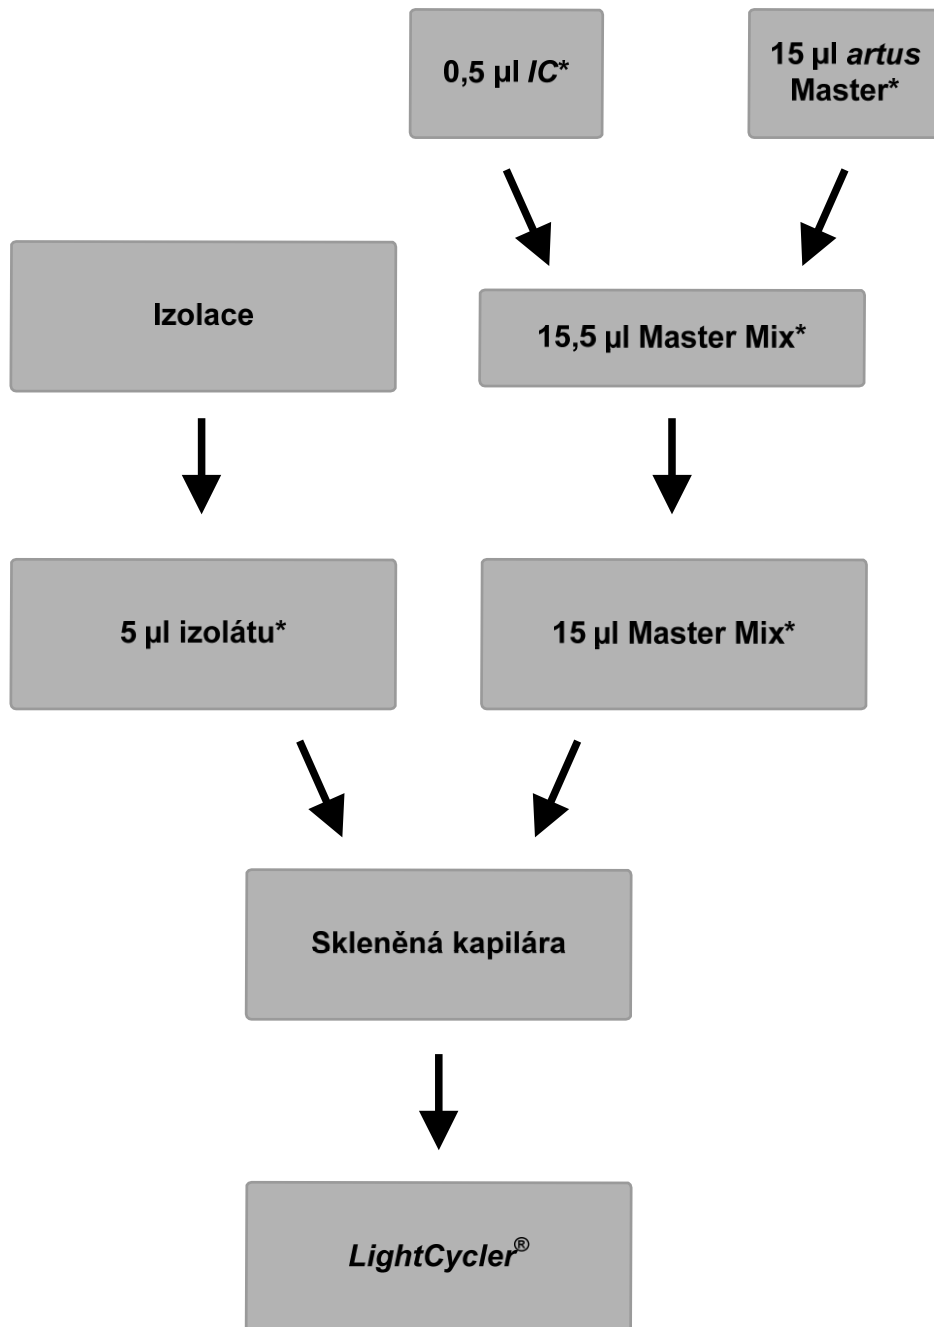 0,5 µl IC*
15 µl artus
Master*
Izolace
15,5 µl Master Mix*
5 µl izolátu*
15 µl Master Mix*
Skleněná kapilára
LightCycler®